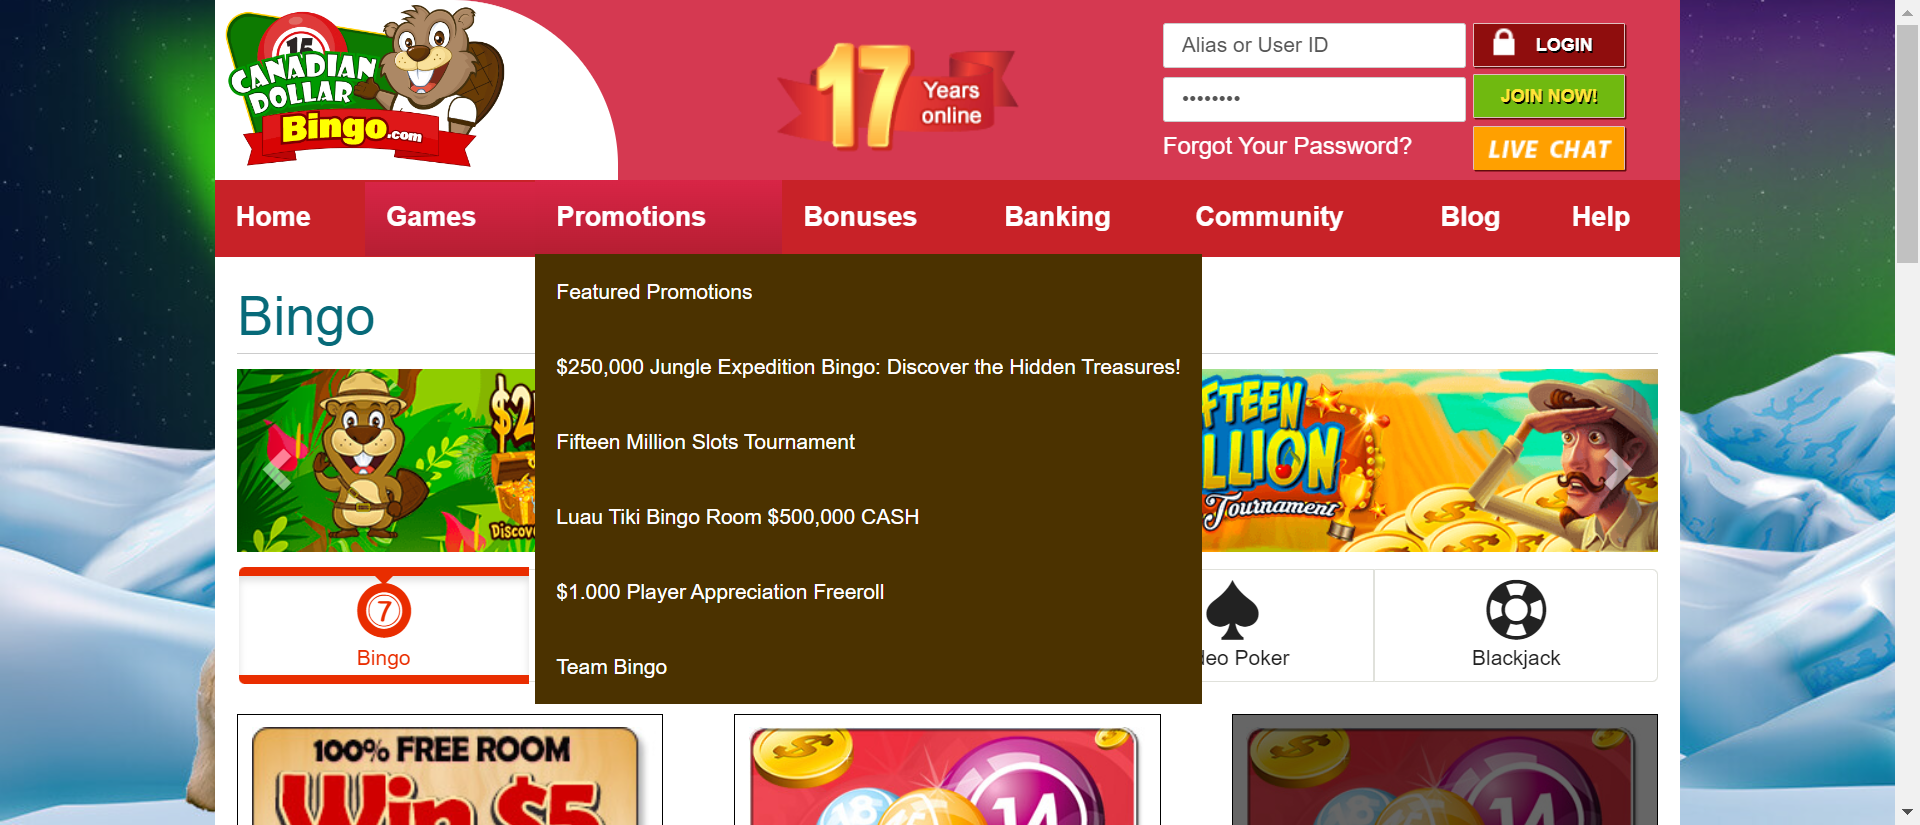 15
CANADIAN
DOLLAR
Bingo.com
17
Years
online
Alias or User ID
••••••••
Forgot Your Password?
LOGIN
JOIN NOW!
LIVE CHAT
Home
Games
Promotions
Bonuses
Banking
Community
Blog
Help
Bingo
Featured Promotions
$250,000 Jungle Expedition Bingo: Discover the Hidden Treasures!
Fifteen Million Slots Tournament
Luau Tiki Bingo Room $500,000 CASH
$1.000 Player Appreciation Freeroll
Team Bingo
$2
Discov
FTEEN
LLION
Tournament
7
Bingo
deo Poker
Blackjack
100% FREE ROOM
Win $5
18
14
14